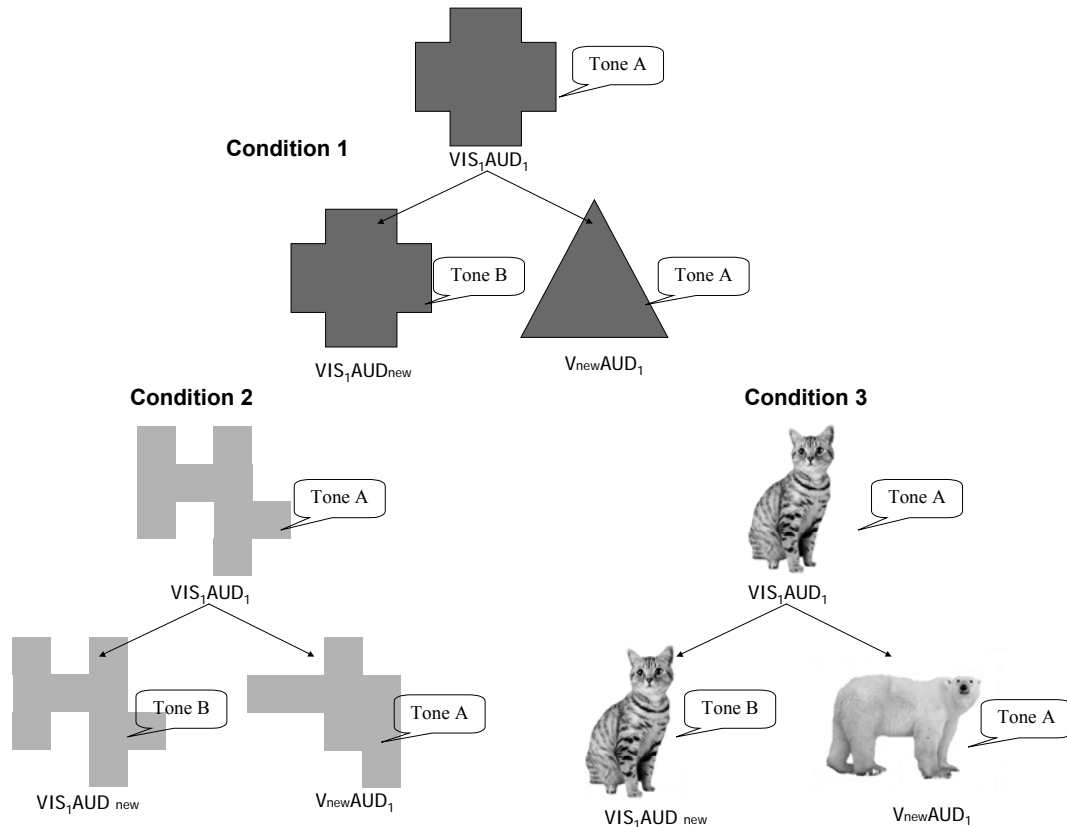 Tone A
Condition 1
VIS₁AUD₁
Tone B
Tone A
VIS₁AUDnew
VnewAUD₁
Condition 2
Condition 3
Tone A
Tone A
VIS₁AUD₁
VIS₁AUD₁
Tone B
Tone A
Tone B
Tone A
VIS₁AUD new
VnewAUD₁
VIS₁AUD new
VnewAUD₁